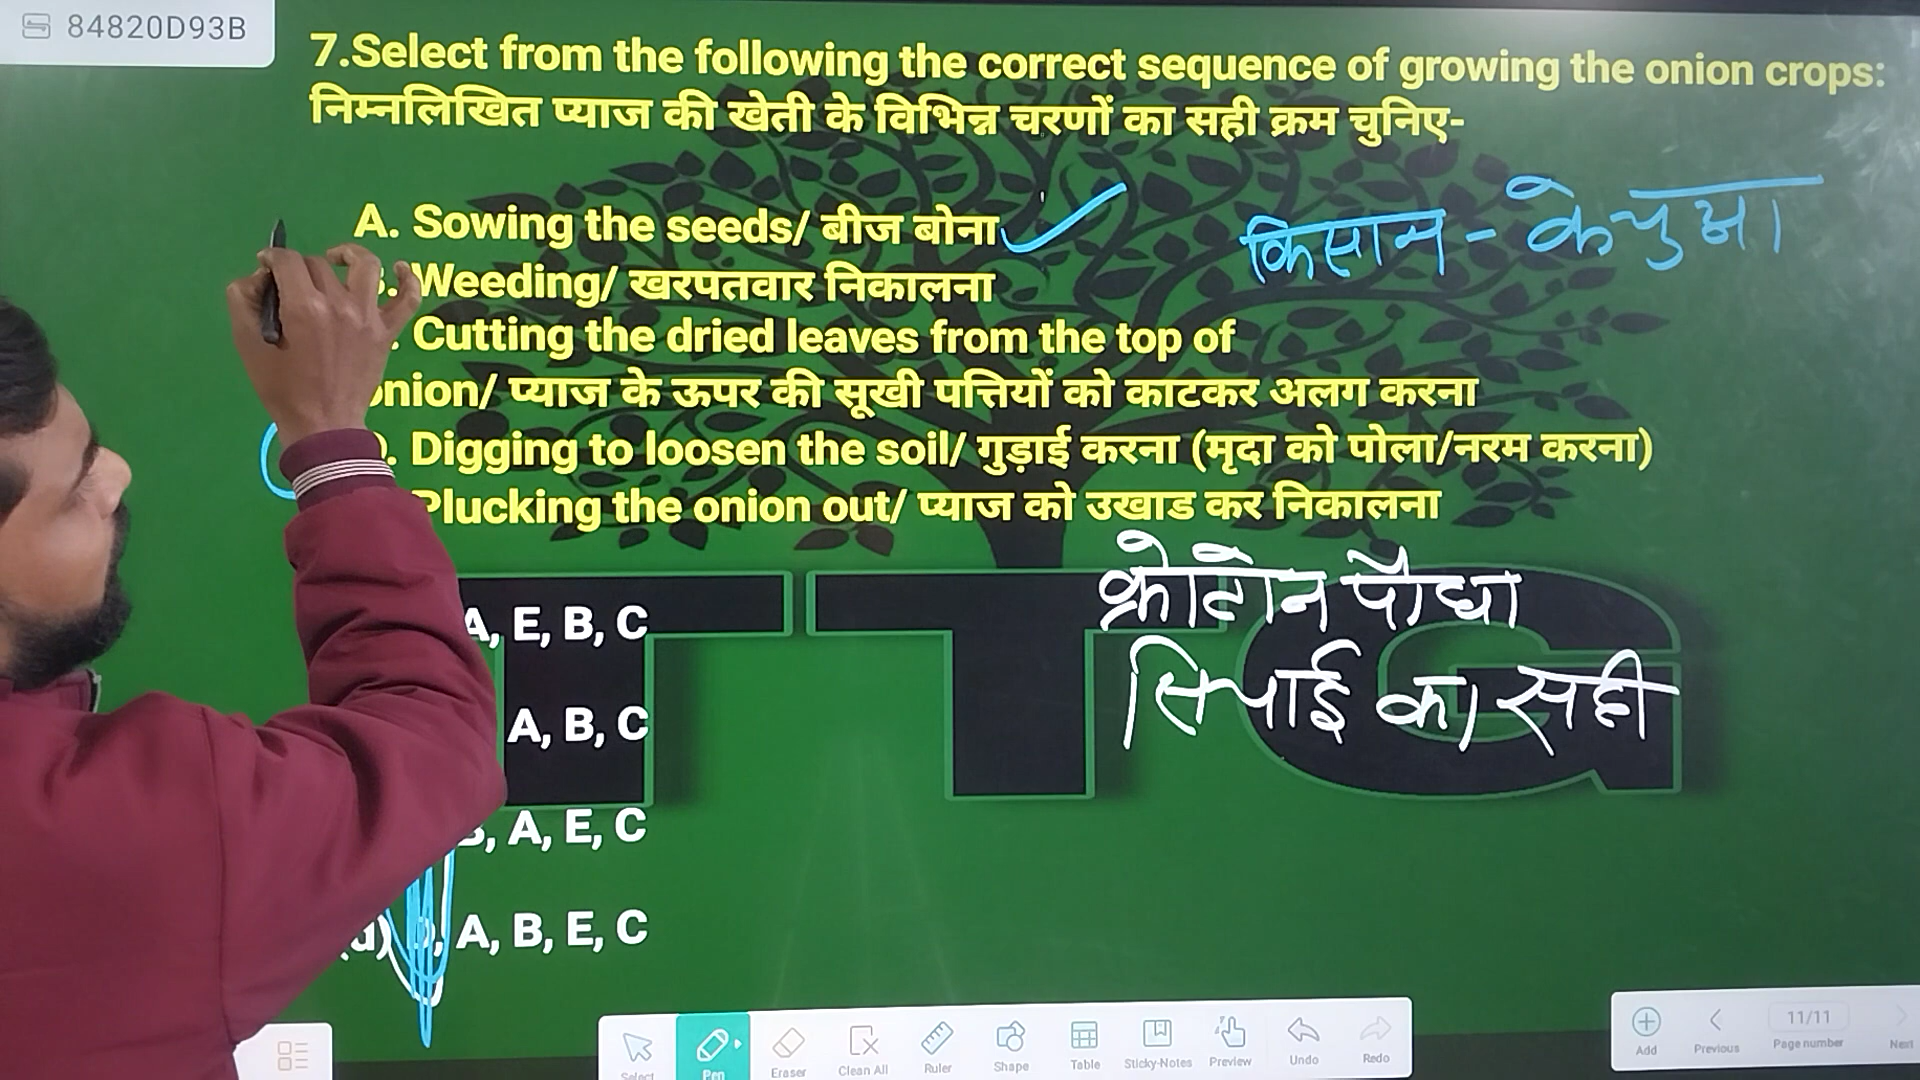 84820D93B
7.Select from the following the correct sequence of growing the onion crops:
निम्नलिखित प्याज की खेती के विभिन्न चरणों का सही क्रम चुनिए-
A. Sowing the seeds/ बीज बोना
किसान - केचुआ
Weeding/ खरपतवार निकालना
Cutting the dried leaves from the top of
onion/ प्याज के ऊपर की सूखी पत्तियों को काटकर अलग करना
D. Digging to loosen the soil/ गुड़ाई करना (मृदा को पोला/नरम करना)
Plucking the onion out/ प्याज को उखाड कर निकालना
क्रोटोन पौधा
A, E, B, C
सिपाई का सही
A, B, C
B, A, E, C
(d) D, A, B, E, C
TTG
Select
Pen
Eraser
Clean All
Ruler
Shape
Table
Sticky-Notes
Preview
Undo
Redo
Add
Previous
11/11
Page number
Next